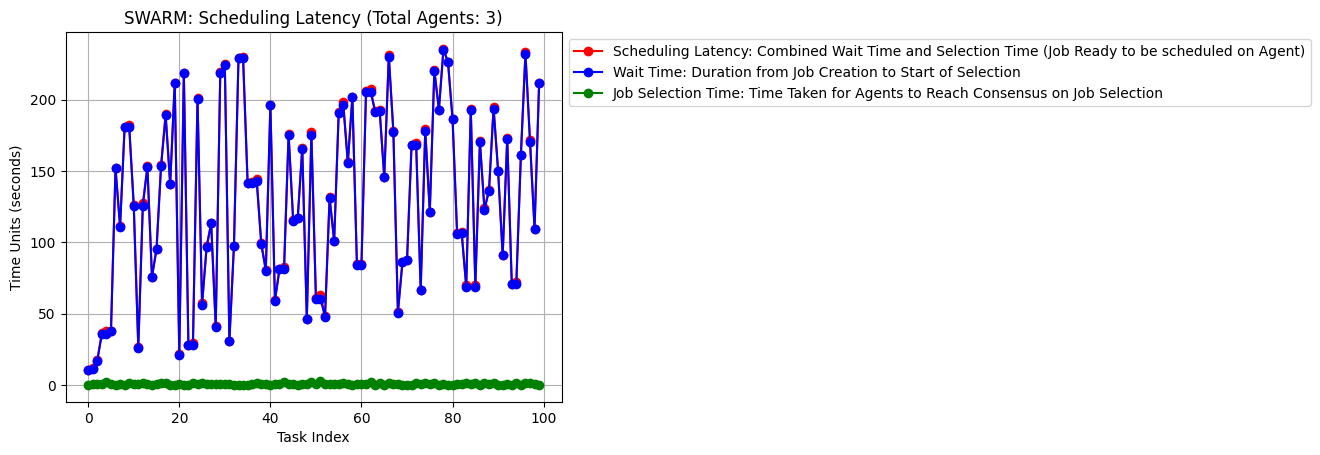 SWARM: Scheduling Latency (Total Agents: 3)
Scheduling Latency: Combined Wait Time and Selection Time (Job Ready to be scheduled on Agent)
Wait Time: Duration from Job Creation to Start of Selection
Job Selection Time: Time Taken for Agents to Reach Consensus on Job Selection
Time Units (seconds)
200
150
100
50
0
0 20 40 60 80 100
Task Index